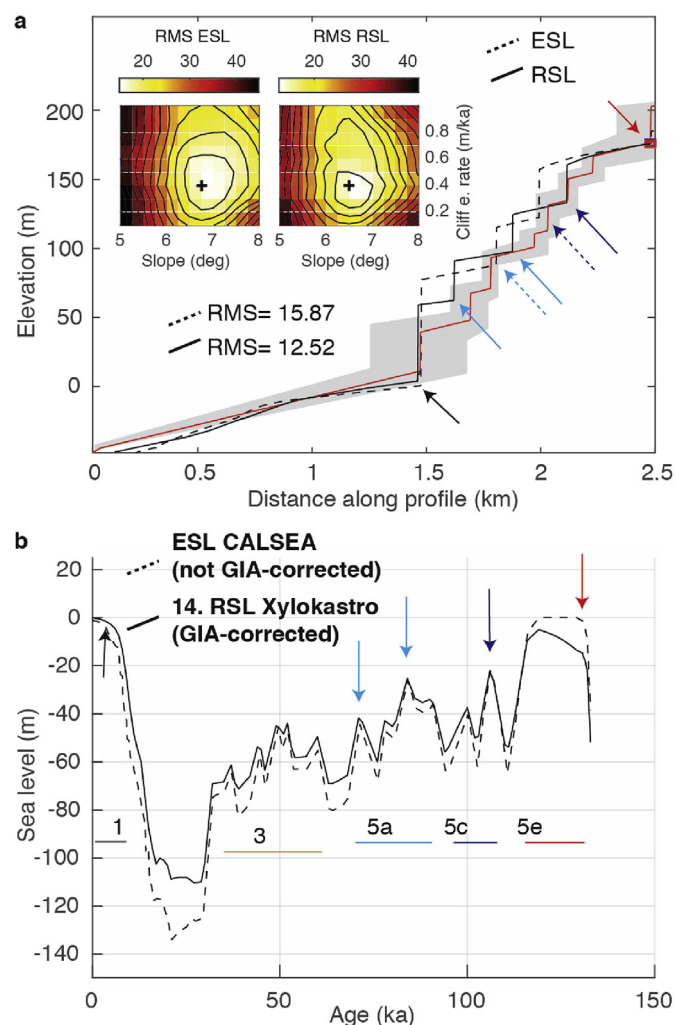 a
RMS ESL
RMS RSL
20 30 40
20 30 40
ESL
RSL
200
150
100
50
0
Elevation (m)
0.8
0.6
0.4
0.2
Cliff e. rate (m/ka)
5 6 7 8
5 6 7 8
Slope (deg)
Slope (deg)
RMS= 15.87
RMS= 12.52
0 0.5 1 1.5 2 2.5
Distance along profile (km)
b
ESL CALSEA
(not GIA-corrected)
14. RSL Xylokastro
(GIA-corrected)
20
0
-20
-40
-60
-80
-100
-120
-140
Sea level (m)
1 3 5a 5c 5e
0 50 100 150
Age (ka)